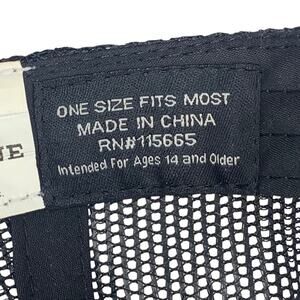 ONE SIZE FITS MOST
MADE IN CHINA
RN#115665
Intended For Ages 14 and Older